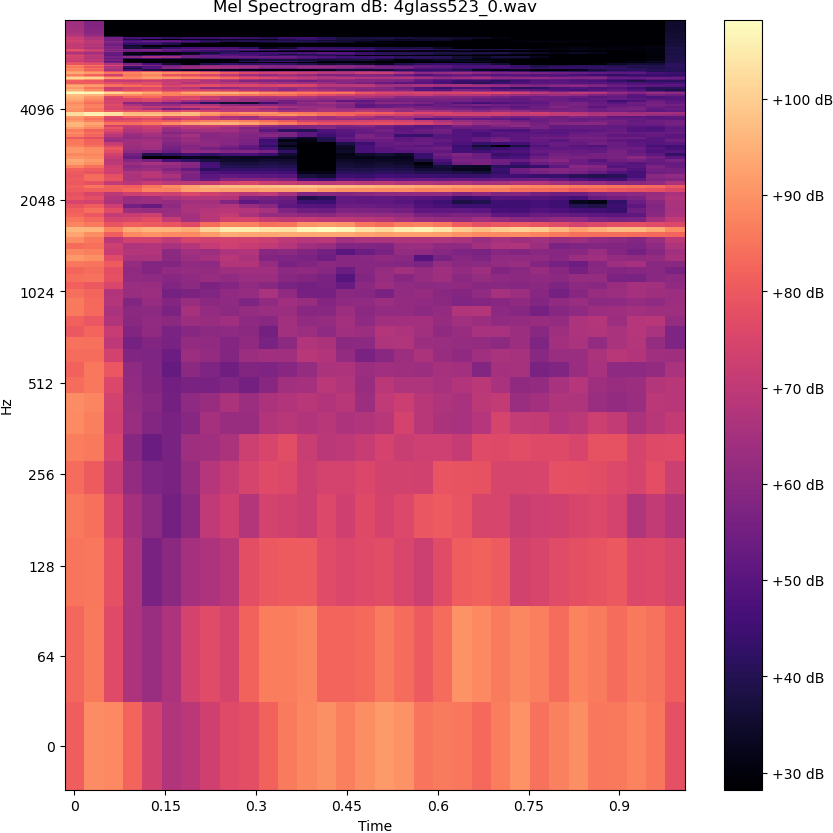 Mel Spectrogram dB: 4glass523_0.wav
4096
2048
1024
512
256
128
64
0
Hz
0
0.15
0.3
0.45
0.6
0.75
0.9
Time
+100 dB
+90 dB
+80 dB
+70 dB
+60 dB
+50 dB
+40 dB
+30 dB